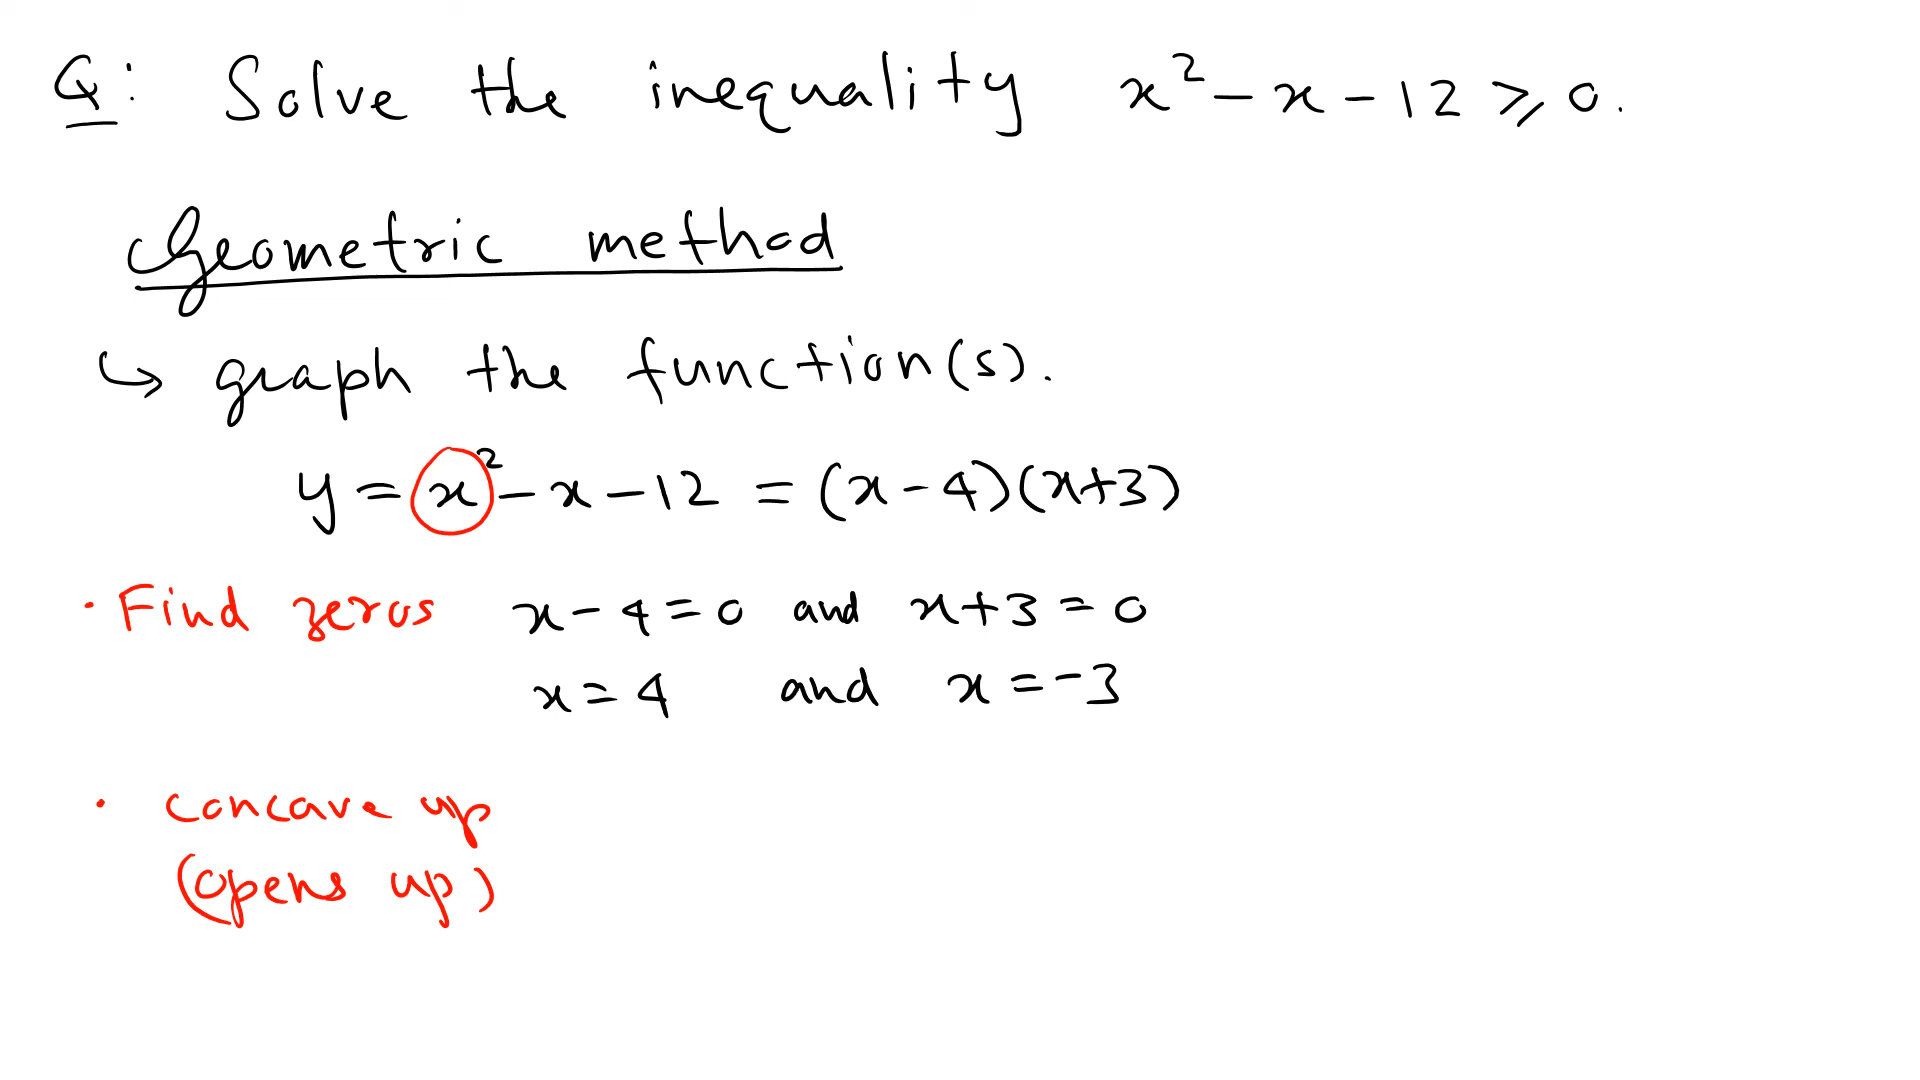 Q: Solve the inequality x² - x - 12 ⩾ 0.
Geometric method
↪ graph the function(s).
y = x² - x - 12 = (x - 4)(x + 3)
· Find zeros x - 4 = 0 and x + 3 = 0
x = 4 and x = -3
· concave up
(opens up)